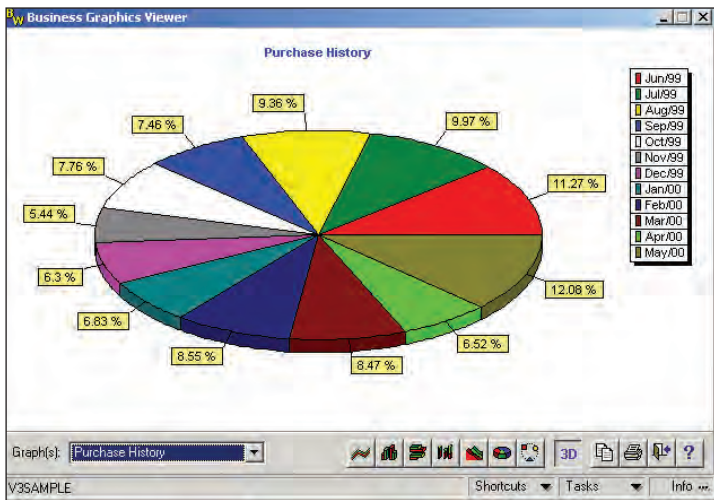 BW Business Graphics Viewer
Purchase History
9.36 %
7.46 %
9.97 %
7.76 %
11.27 %
5.44 %
6.3 %
12.08 %
6.83 %
6.52 %
8.55 %
8.47 %
Jun/99
Jul/99
Aug/99
Sep/99
Oct/99
Nov/99
Dec/99
Jan/00
Feb/00
Mar/00
Apr/00
May/00
Graph(s): Purchase History 3D ?
V3SAMPLE Shortcuts Tasks Info ...